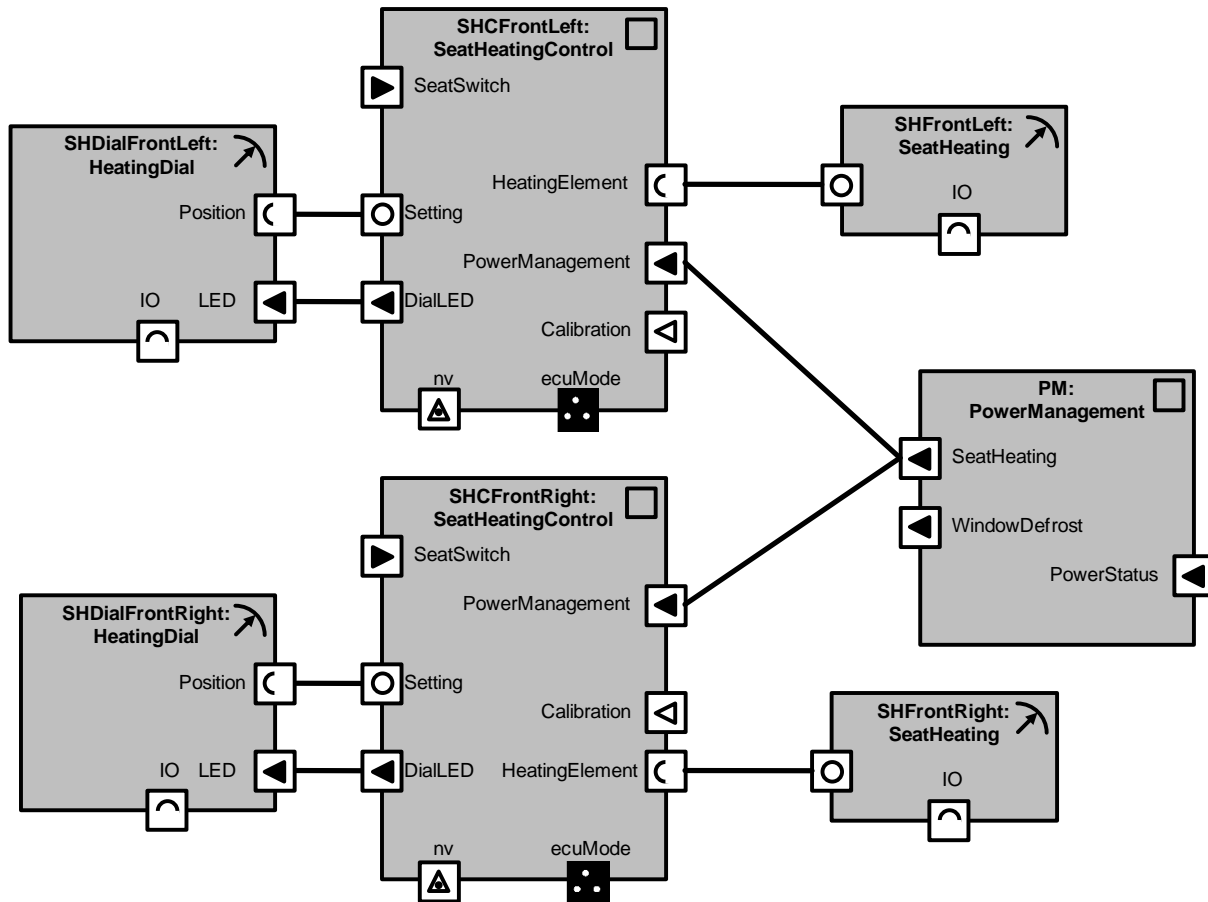 SHCFrontLeft:
SeatHeatingControl
SeatSwitch
HeatingElement
Setting
PowerManagement
DialLED
Calibration
nv
ecuMode
SHDialFrontLeft:
HeatingDial
Position
LED
IO
SHFrontLeft:
SeatHeating
IO
PM:
PowerManagement
SeatHeating
WindowDefrost
PowerStatus
SHCFrontRight:
SeatHeatingControl
SeatSwitch
PowerManagement
Setting
Calibration
DialLED
HeatingElement
nv
ecuMode
SHDialFrontRight:
HeatingDial
Position
IO
LED
SHFrontRight:
SeatHeating
IO